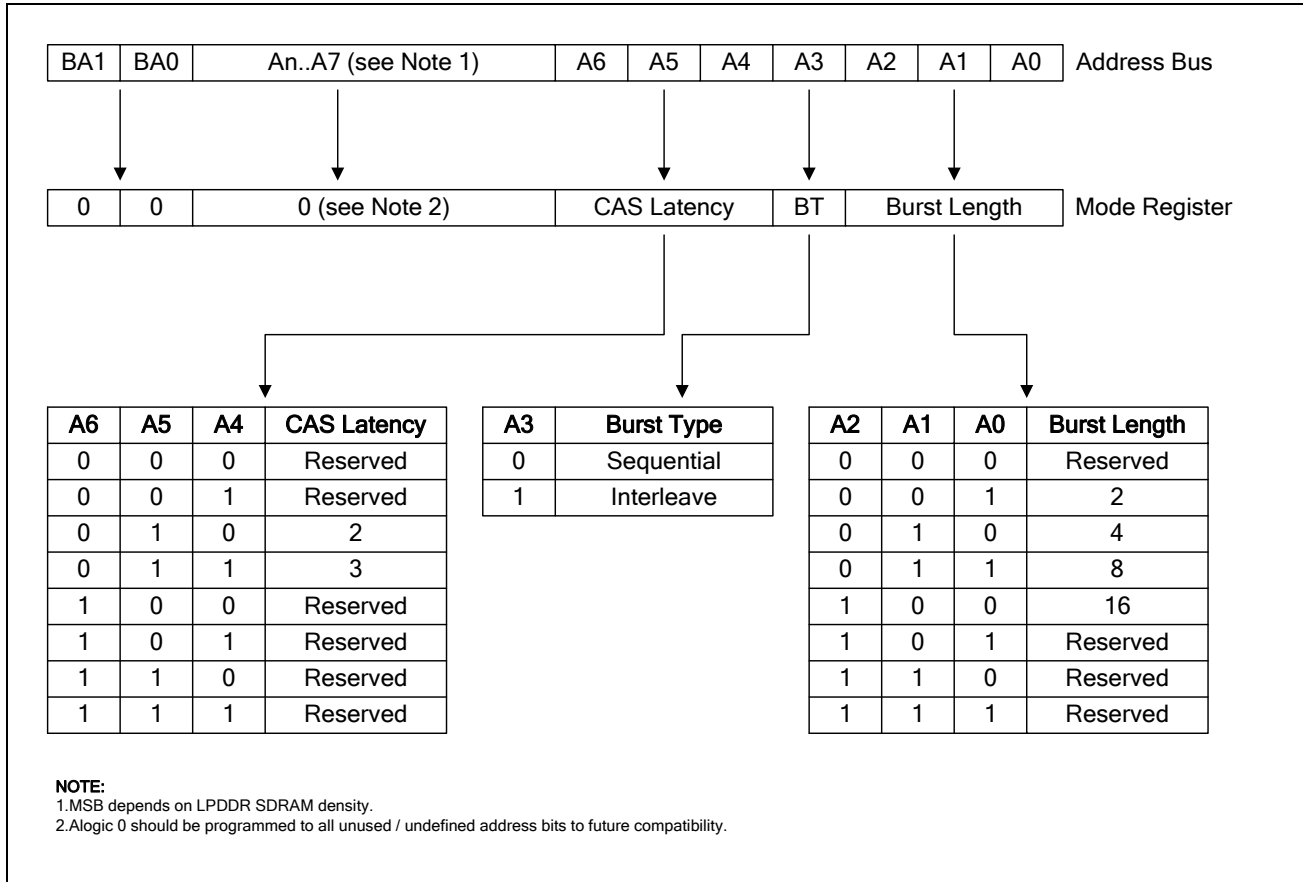 BA1 BA0 An..A7 (see Note 1) A6 A5 A4 A3 A2 A1 A0 Address Bus
0 0 0 (see Note 2) CAS Latency BT Burst Length Mode Register
A6 A5 A4 CAS Latency
0 0 0 Reserved
0 0 1 Reserved
0 1 0 2
0 1 1 3
1 0 0 Reserved
1 0 1 Reserved
1 1 0 Reserved
1 1 1 Reserved
A3 Burst Type
0 Sequential
1 Interleave
A2 A1 A0 Burst Length
0 0 0 Reserved
0 0 1 2
0 1 0 4
0 1 1 8
1 0 0 16
1 0 1 Reserved
1 1 0 Reserved
1 1 1 Reserved
NOTE:
1.MSB depends on LPDDR SDRAM density.
2.Alogic 0 should be programmed to all unused / undefined address bits to future compatibility.